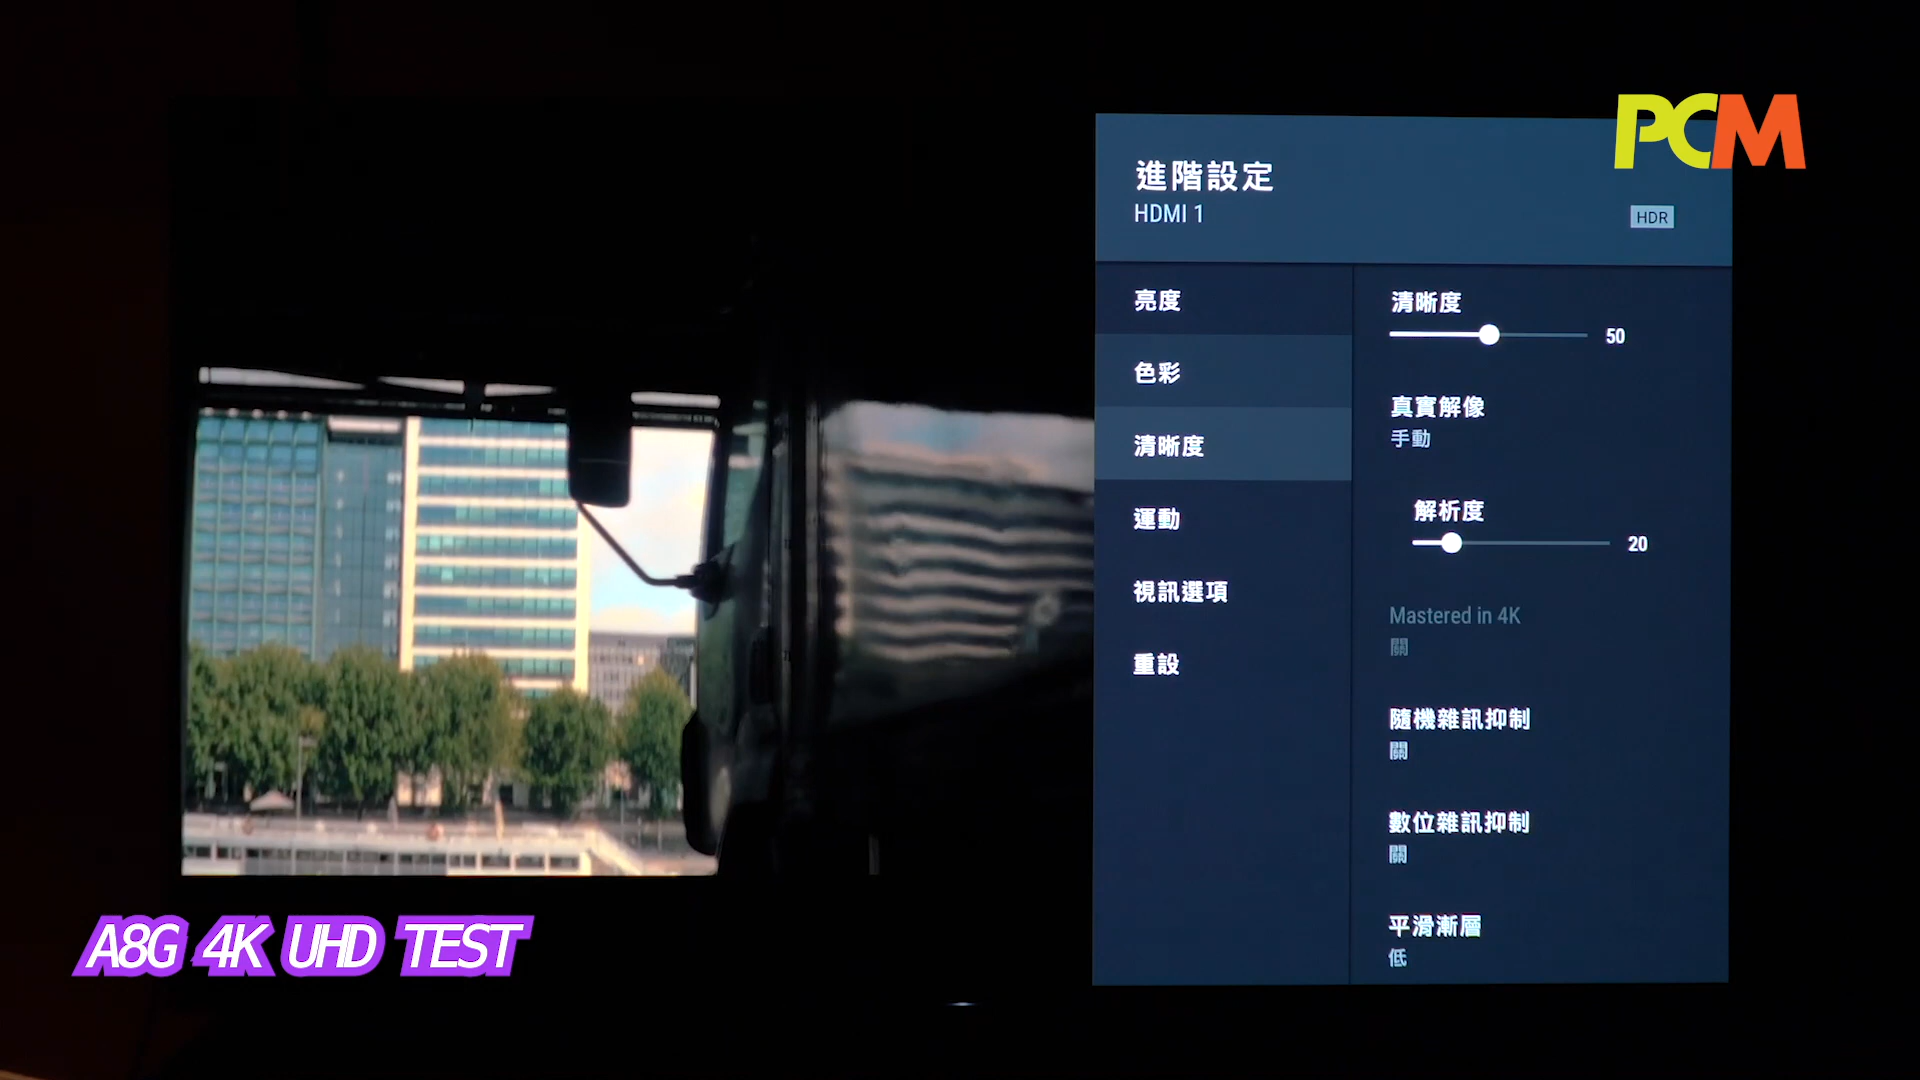 PCM
進階設定
HDMI 1
HDR
亮度
色彩
清晰度
運動
視訊選項
重設
清晰度
50
真實解像
手動
解析度
20
Mastered in 4K
關
隨機雜訊抑制
關
數位雜訊抑制
關
平滑漸層
低
A8G 4K UHD TEST